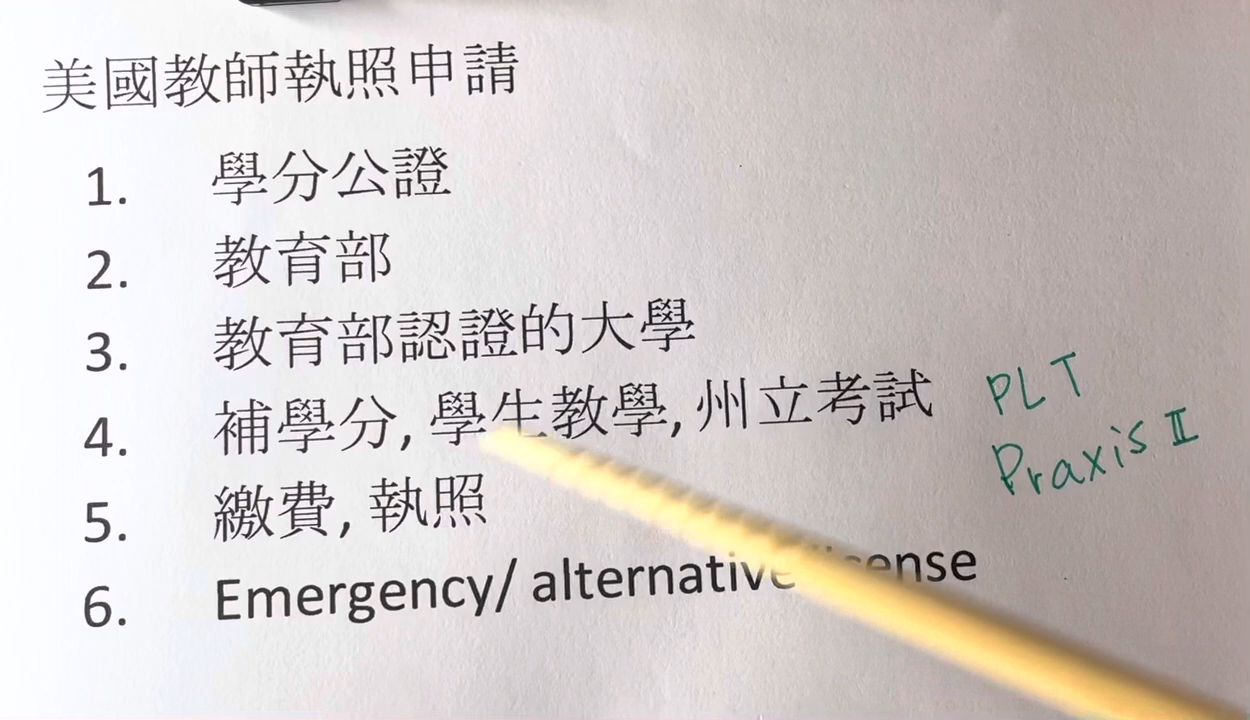 美國教師執照申請
1. 學分公證
2. 教育部
3. 教育部認證的大學
4. 補學分, 學生教學, 州立考試 PLT
Praxis II
5. 繳費, 執照
6. Emergency/ alternative license